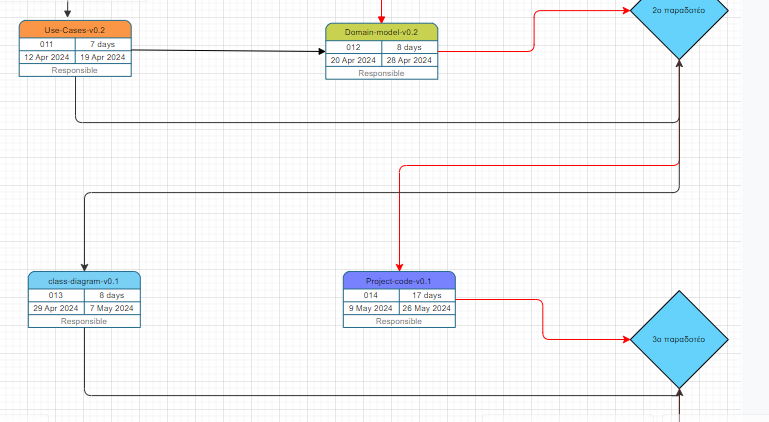 2ο παραδοτέο
Use-Cases-v0.2
011 7 days
12 Apr 2024 19 Apr 2024
Responsible
Domain-model-v0.2
012 8 days
20 Apr 2024 28 Apr 2024
Responsible
class-diagram-v0.1
013 8 days
29 Apr 2024 7 May 2024
Responsible
Project-code-v0.1
014 17 days
9 May 2024 26 May 2024
Responsible
3ο παραδοτέο